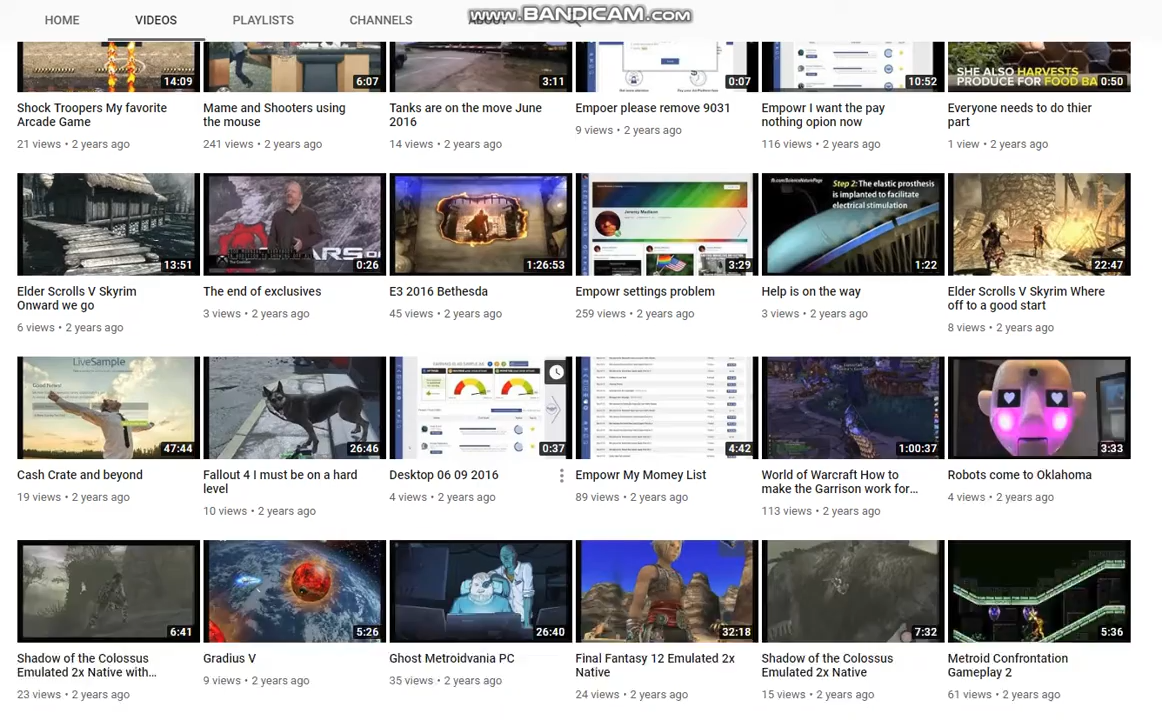 HOME VIDEOS PLAYLISTS CHANNELS ABOUT
www.BANDICAM.com
14:09 6:07 3:11 0:07 10:52 SHE ALSO HARVESTS
PRODUCE FOR FOOD BA 0:50
Shock Troopers My favorite
Arcade Game
21 views • 2 years ago
Mame and Shooters using
the mouse
241 views • 2 years ago
Tanks are on the move June
2016
14 views • 2 years ago
Empoer please remove 9031
9 views • 2 years ago
Empowr I want the pay
nothing opion now
116 views • 2 years ago
Everyone needs to do thier
part
1 view • 2 years ago
13:51
Elder Scrolls V Skyrim
Onward we go
6 views • 2 years ago
0:26
The end of exclusives
3 views • 2 years ago
1:26:53
E3 2016 Bethesda
45 views • 2 years ago
Jeremy Madison
3:29
Empowr settings problem
259 views • 2 years ago
Step 2: The elastic prosthesis
is implanted to facilitate
electrical stimulation
1:22
Help is on the way
3 views • 2 years ago
22:47
Elder Scrolls V Skyrim Where
off to a good start
8 views • 2 years ago
LiveSample
47:44
Cash Crate and beyond
19 views • 2 years ago
26:46
Fallout 4 I must be on a hard
level
10 views • 2 years ago
0:37
Desktop 06 09 2016
4 views • 2 years ago
4:42
Empowr My Momey List
89 views • 2 years ago
1:00:37
World of Warcraft How to
make the Garrison work for...
113 views • 2 years ago
3:33
Robots come to Oklahoma
4 views • 2 years ago
6:41
Shadow of the Colossus
Emulated 2x Native with...
23 views • 2 years ago
5:26
Gradius V
9 views • 2 years ago
26:40
Ghost Metroidvania PC
35 views • 2 years ago
32:18
Final Fantasy 12 Emulated 2x
Native
24 views • 2 years ago
7:32
Shadow of the Colossus
Emulated 2x Native
15 views • 2 years ago
5:36
Metroid Confrontation
Gameplay 2
61 views • 2 years ago